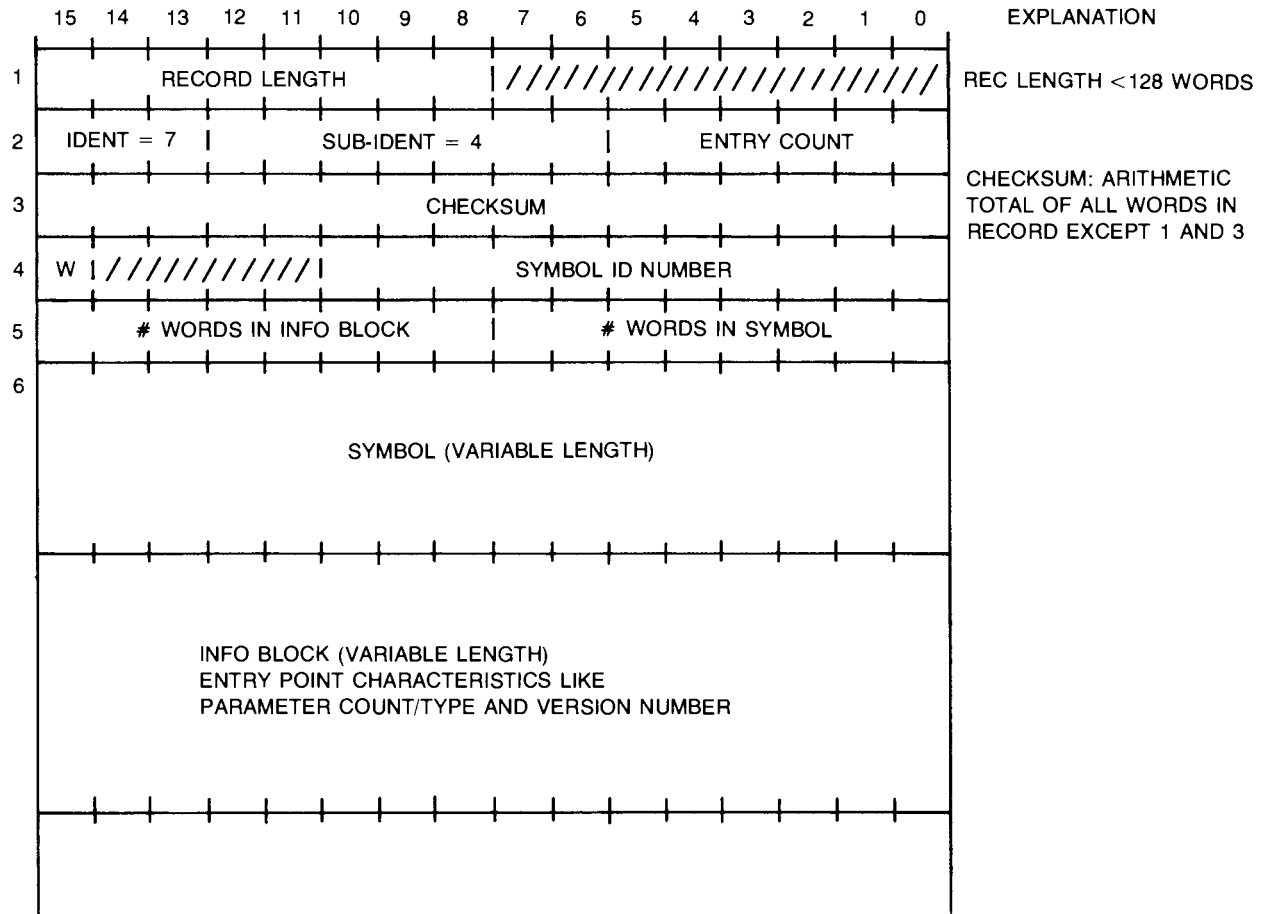 15 14 13 12 11 10 9 8 7 6 5 4 3 2 1 0 EXPLANATION
1 RECORD LENGTH REC LENGTH <128 WORDS
2 IDENT = 7 SUB-IDENT = 4 ENTRY COUNT
CHECKSUM: ARITHMETIC
3 CHECKSUM TOTAL OF ALL WORDS IN
RECORD EXCEPT 1 AND 3
4 W SYMBOL ID NUMBER
5 # WORDS IN INFO BLOCK # WORDS IN SYMBOL
6
SYMBOL (VARIABLE LENGTH)
INFO BLOCK (VARIABLE LENGTH)
ENTRY POINT CHARACTERISTICS LIKE
PARAMETER COUNT/TYPE AND VERSION NUMBER